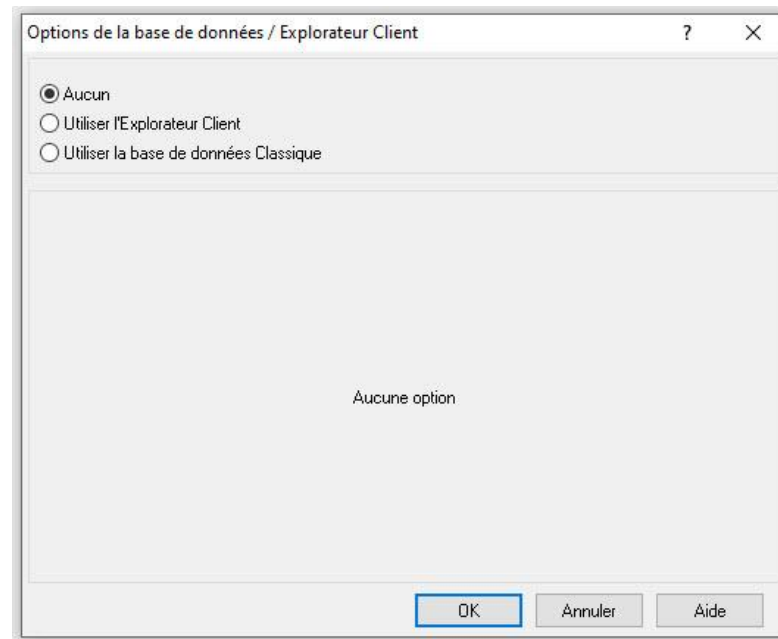 Options de la base de données / Explorateur Client
?
Aucun
Utiliser l'Explorateur Client
Utiliser la base de données Classique
Aucune option
OK
Annuler
Aide